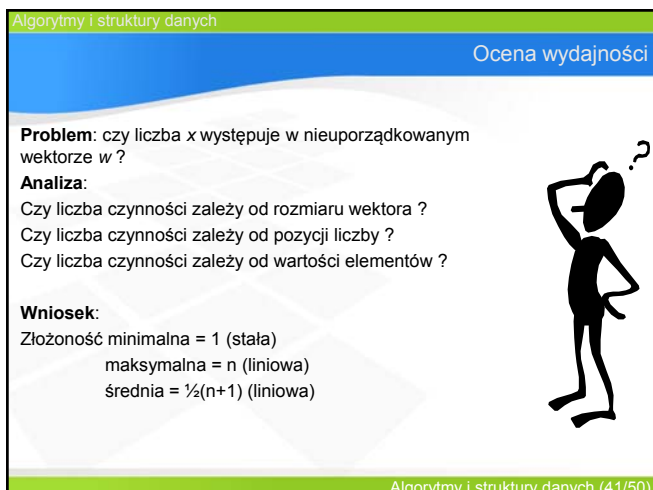 Algorytmy i struktury danych
Ocena wydajności
Problem: czy liczba x występuje w nieuporządkowanym
wektorze w ?
Analiza:
Czy liczba czynności zależy od rozmiaru wektora ?
Czy liczba czynności zależy od pozycji liczby ?
Czy liczba czynności zależy od wartości elementów ?
Wniosek:
Złożoność minimalna = 1 (stała)
maksymalna = n (liniowa)
średnia = ½(n+1) (liniowa)
?
Algorytmy i struktury danych (41/50)